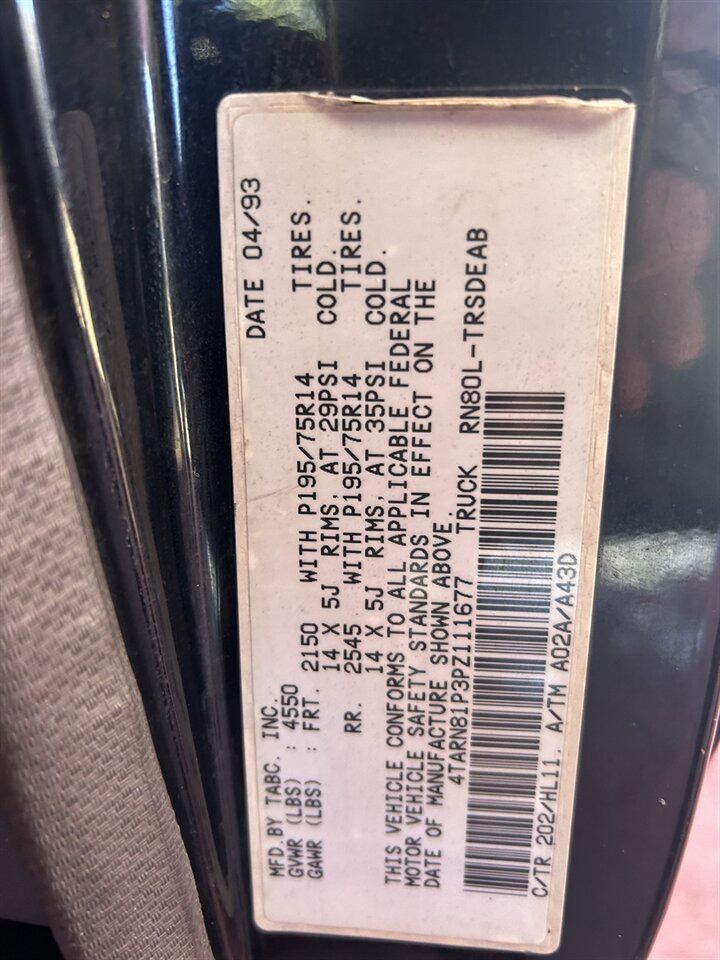 MFD.BY TABC. INC. DATE 04/93
GVWR (LBS) : 4550
GAWR (LBS) : FRT. 2150 WITH P195/75R14 TIRES.
14 X 5J RIMS, AT 29PSI COLD.
RR. 2545 WITH P195/75R14 TIRES.
14 X 5J RIMS, AT 35PSI COLD.
THIS VEHICLE CONFORMS TO ALL APPLICABLE FEDERAL
MOTOR VEHICLE SAFETY STANDARDS IN EFFECT ON THE
DATE OF MANUFACTURE SHOWN ABOVE.
4TARN81P3PZ111677 TRUCK RN80L-TRSDEAB
C/TR 202/HL11. A/TM A02A/A43D